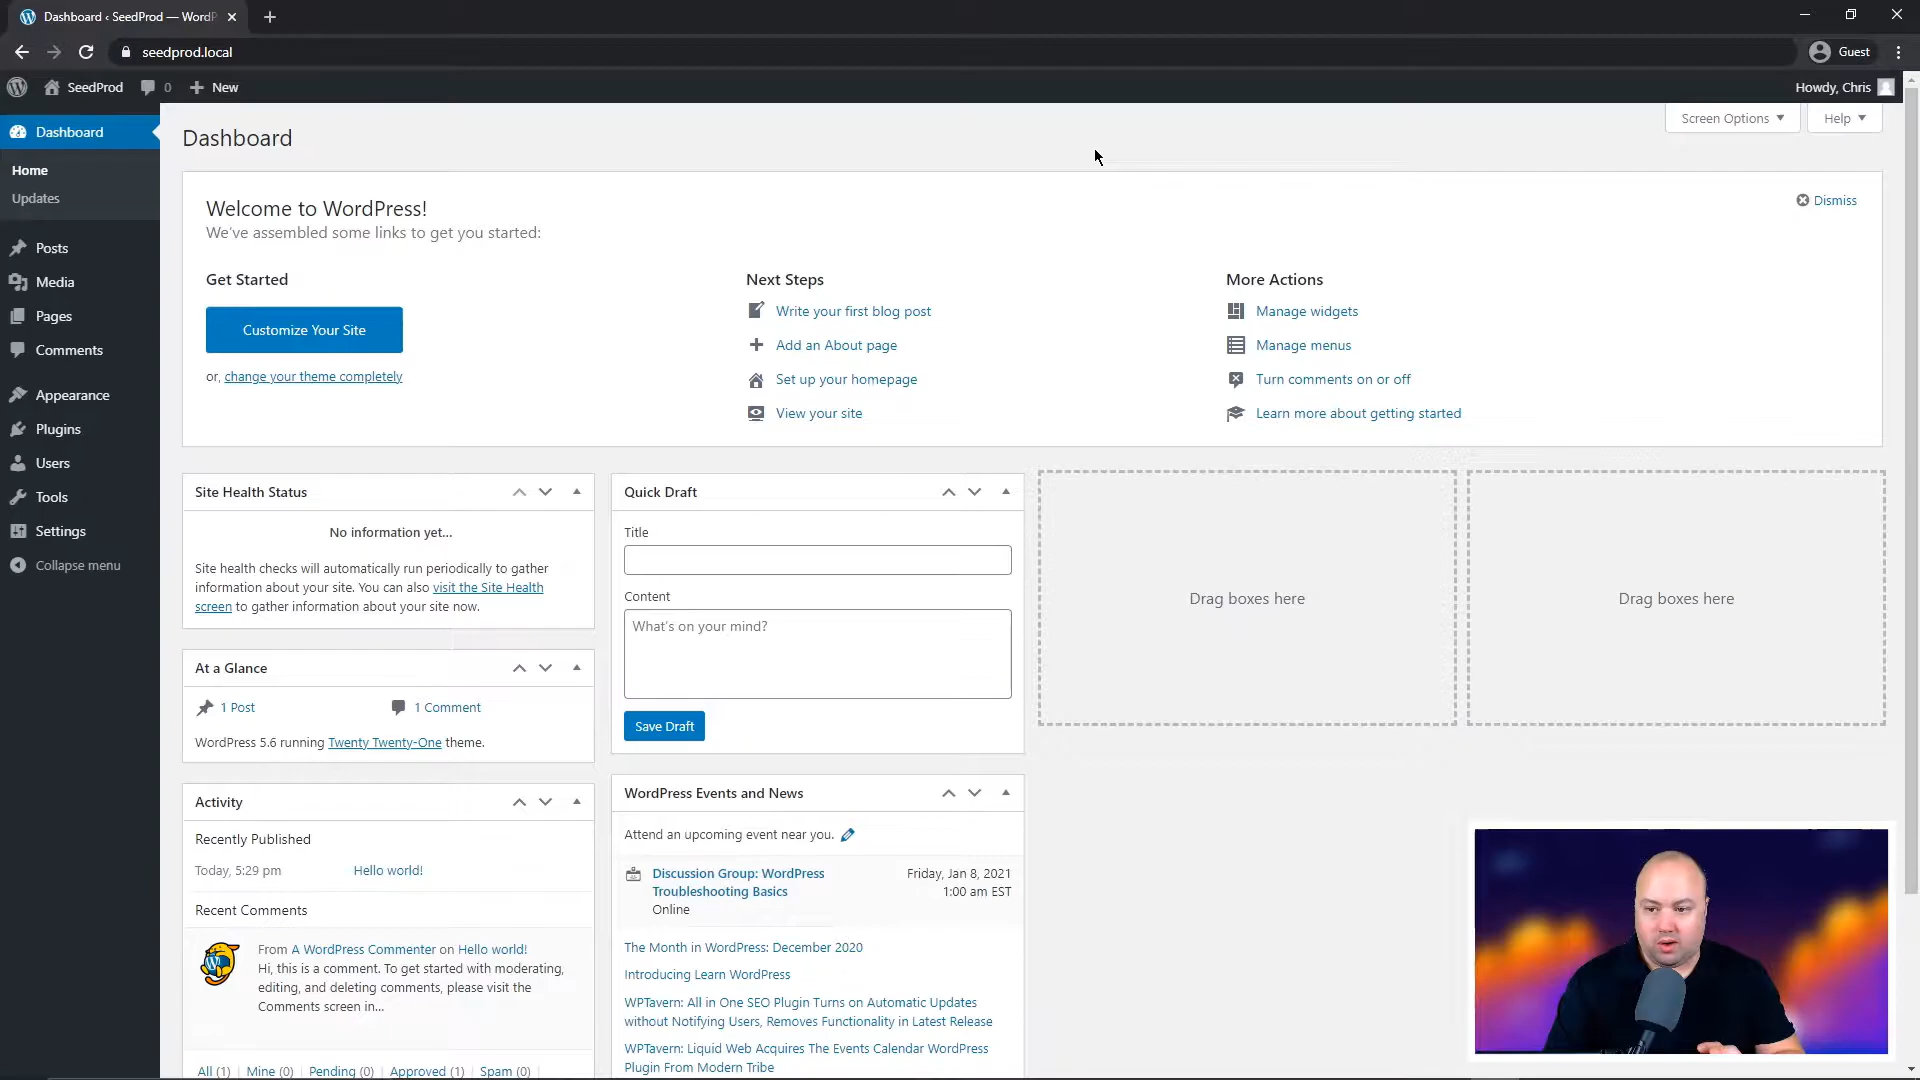 Dashboard ‹ SeedProd — WordP
seedprod.local
Guest
SeedProd 0 New
Howdy, Chris
Dashboard
Home
Updates
Posts
Media
Pages
Comments
Appearance
Plugins
Users
Tools
Settings
Collapse menu
Dashboard
Screen Options
Help
Welcome to WordPress!
We've assembled some links to get you started:
Dismiss
Get Started
Customize Your Site
or, change your theme completely
Next Steps
Write your first blog post
Add an About page
Set up your homepage
View your site
More Actions
Manage widgets
Manage menus
Turn comments on or off
Learn more about getting started
Site Health Status
No information yet...
Site health checks will automatically run periodically to gather
information about your site. You can also visit the Site Health
screen to gather information about your site now.
At a Glance
1 Post
1 Comment
WordPress 5.6 running Twenty Twenty-One theme.
Activity
Recently Published
Today, 5:29 pm
Hello world!
Recent Comments
From A WordPress Commenter on Hello world!
Hi, this is a comment. To get started with moderating,
editing, and deleting comments, please visit the
Comments screen in...
All (1) | Mine (0) | Pending (0) | Approved (1) | Spam (0) |
Quick Draft
Title
Content
What's on your mind?
Save Draft
WordPress Events and News
Attend an upcoming event near you.
Discussion Group: WordPress
Troubleshooting Basics
Online
Friday, Jan 8, 2021
1:00 am EST
The Month in WordPress: December 2020
Introducing Learn WordPress
WPTavern: All in One SEO Plugin Turns on Automatic Updates
without Notifying Users, Removes Functionality in Latest Release
WPTavern: Liquid Web Acquires The Events Calendar WordPress
Plugin From Modern Tribe
Drag boxes here
Drag boxes here